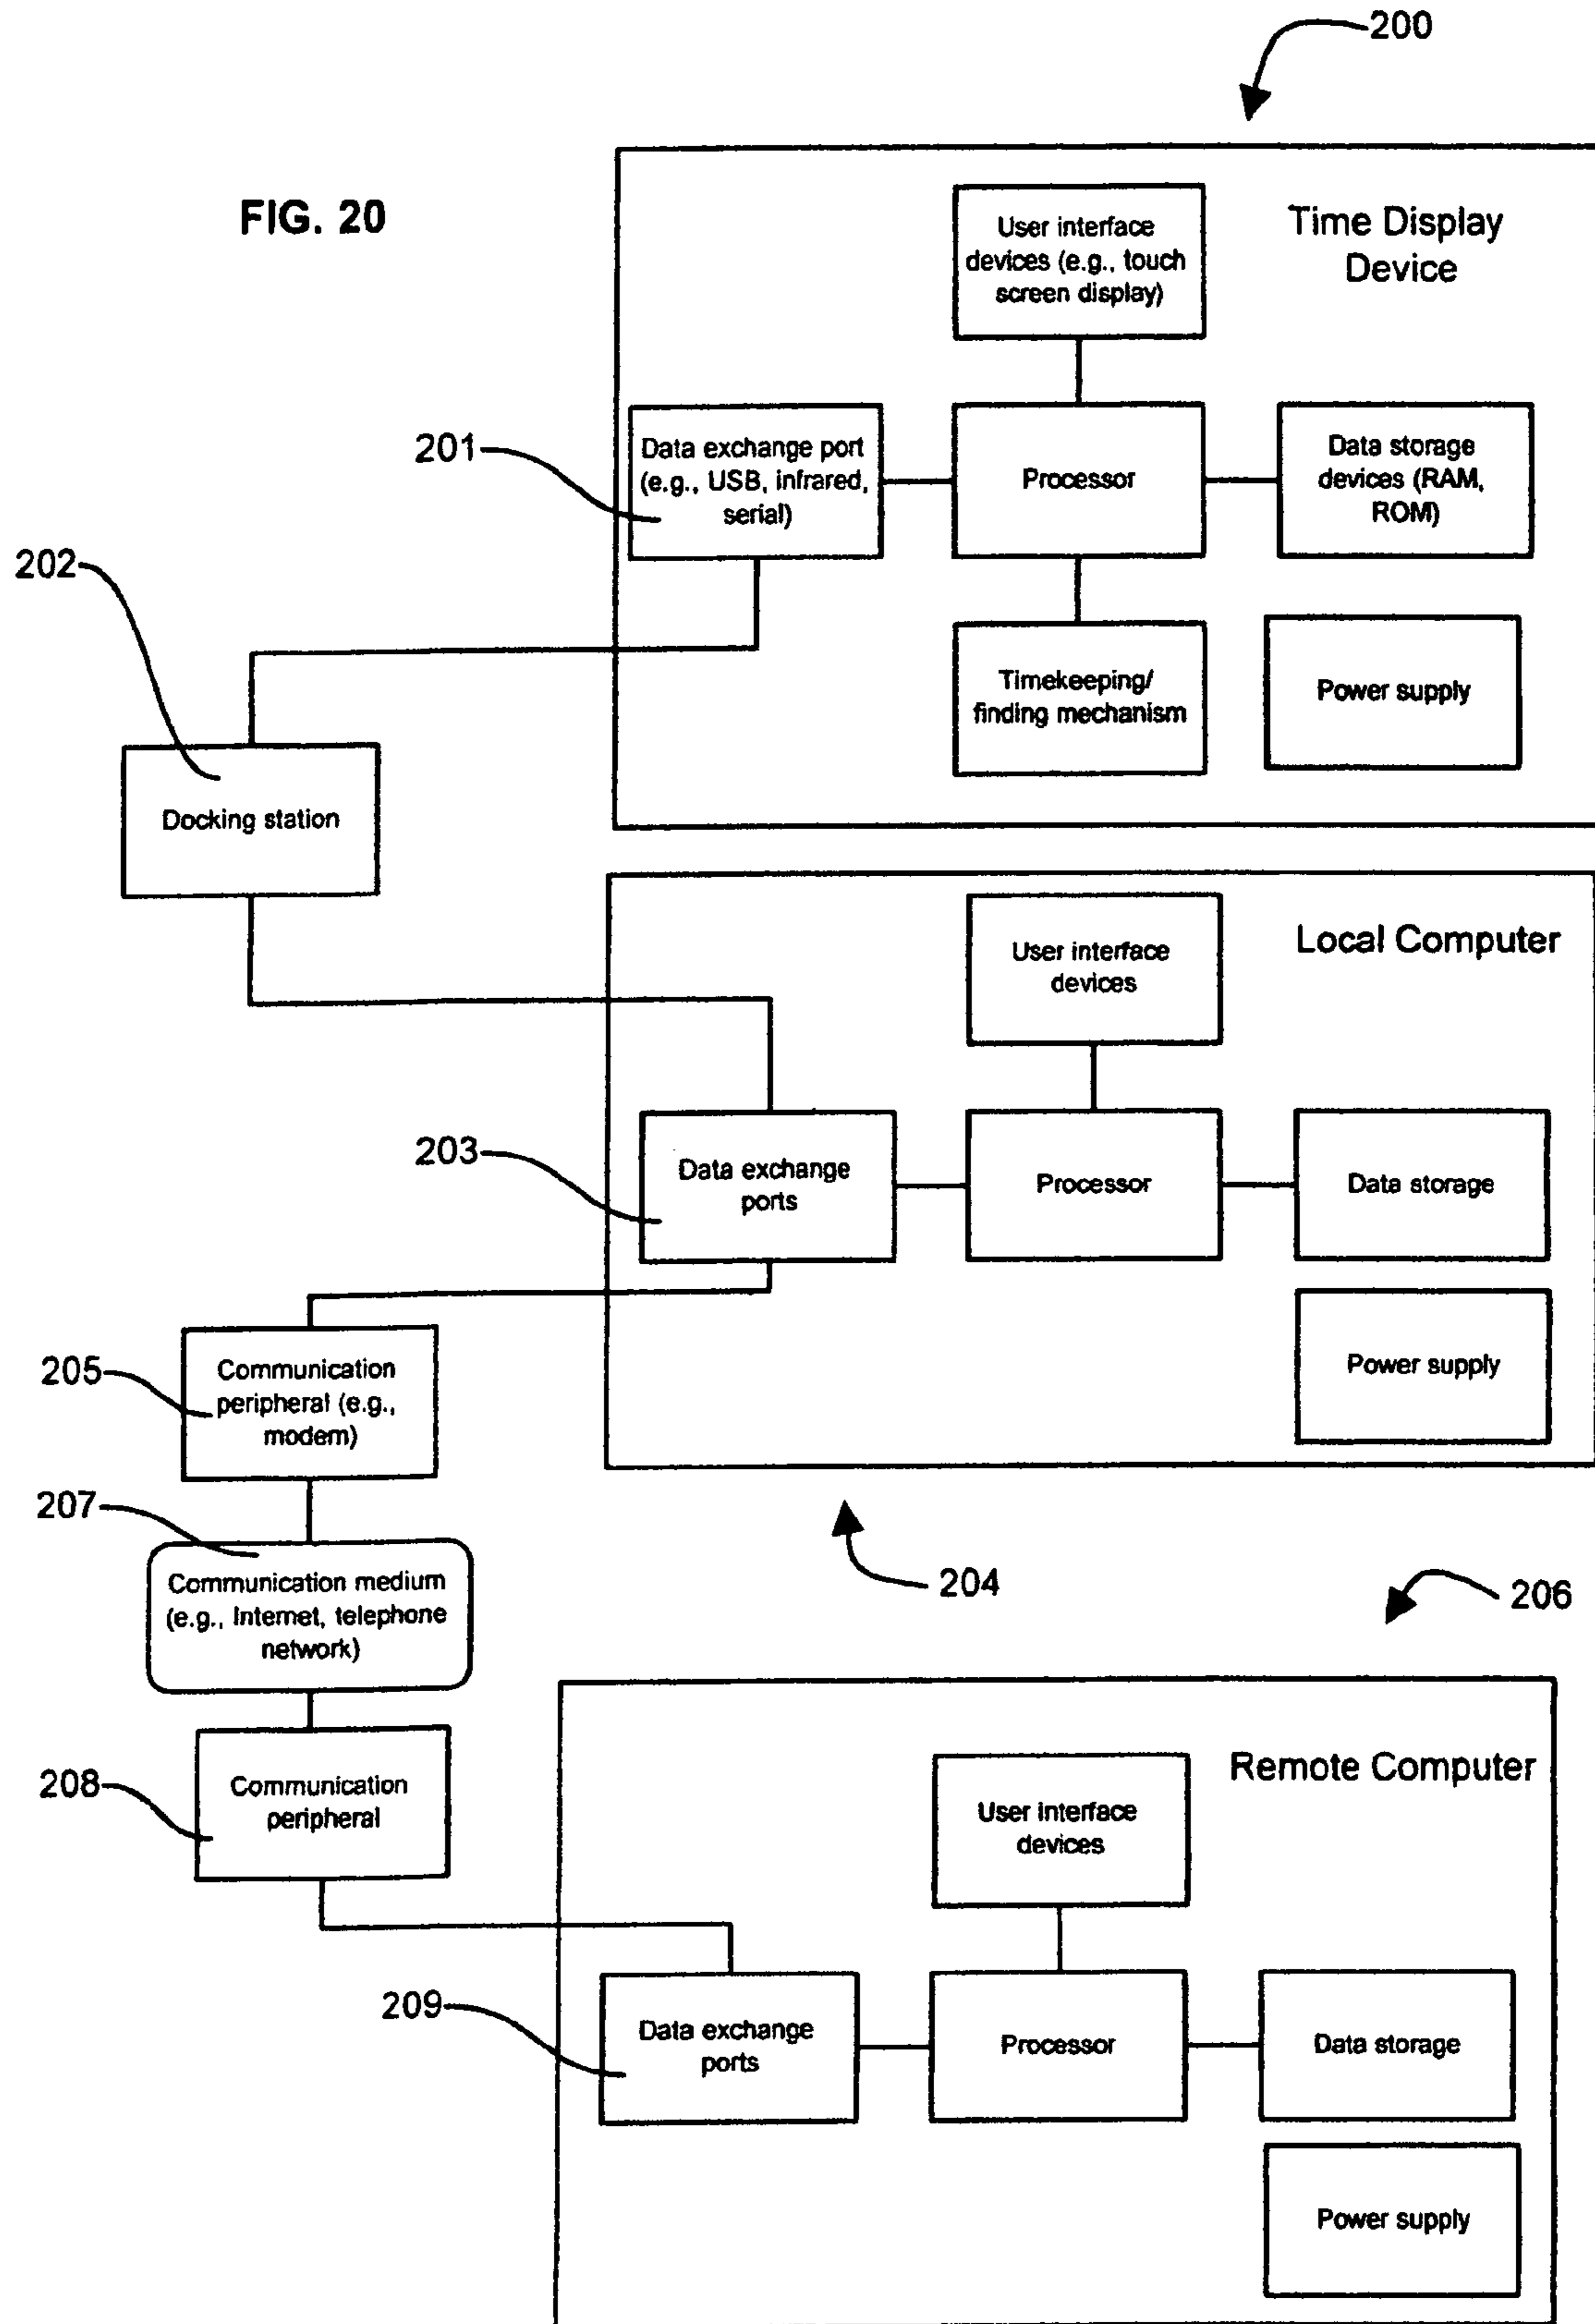 200
FIG. 20
Time Display
Device
User interface
devices (e.g., touch
screen display)
201
Data exchange port
(e.g., USB, infrared,
serial)
Processor
Data storage
devices (RAM,
ROM)
202
Timekeeping/
finding mechanism
Power supply
Docking station
Local Computer
User interface
devices
203
Data exchange
ports
Processor
Data storage
Power supply
205
Communication
peripheral (e.g.,
modem)
207
Communication medium
(e.g., Internet, telephone
network)
204
206
208
Communication
peripheral
Remote Computer
User interface
devices
209
Data exchange
ports
Processor
Data storage
Power supply